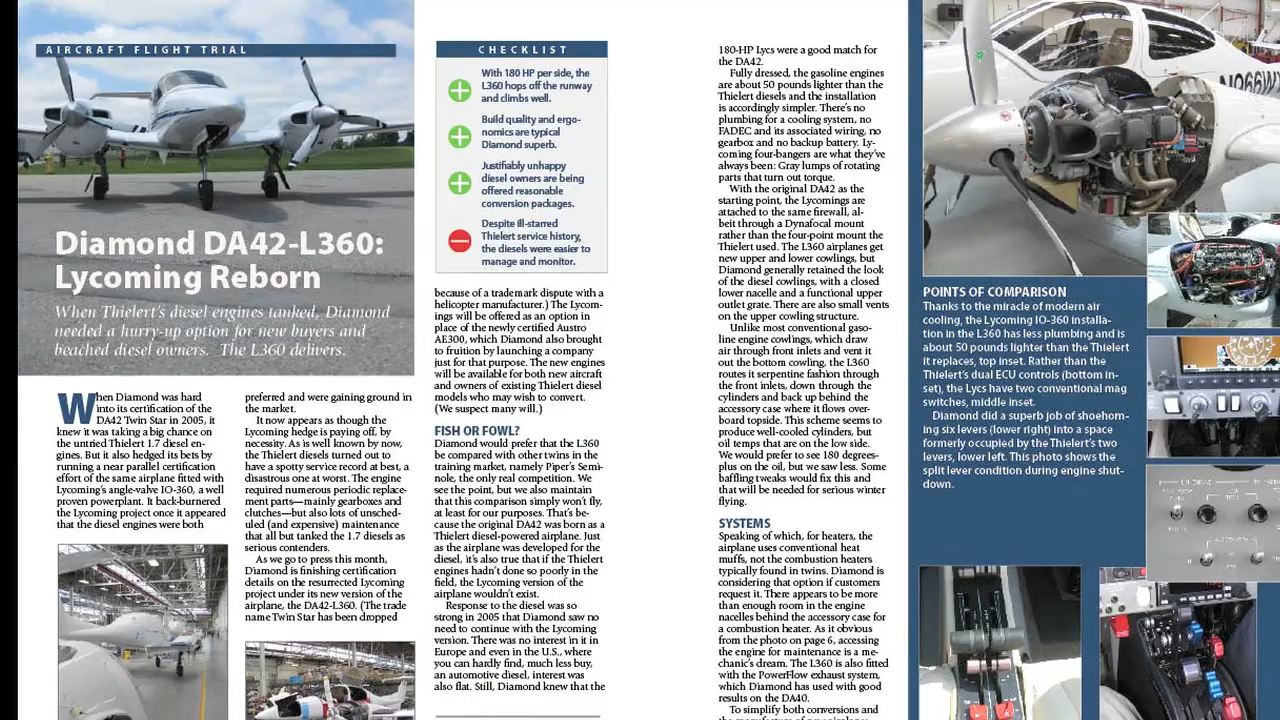 AIRCRAFT FLIGHT TRIAL
Diamond DA42-L360:
Lycoming Reborn
When Thielert's diesel engines tanked, Diamond
needed a hurry-up option for new buyers and
beached diesel owners.  The L360 delivers.
When Diamond was hard
into its certification of the
DA42 Twin Star in 2005, it
knew it was taking a big chance
on the untried Thielert 1.7 diesel en-
gines. But it also hedged its bets by
running a near parallel certification
effort of the same airplane fitted with
Lycoming's angle-valve IO-360, a well
proven powerplant. It back-burnered
the Lycoming project once it appeared
that the diesel engines were both
preferred and were gaining ground in
the market.
It now appears as though the
Lycoming hedge is paying off, by
necessity. As is well known by now,
the Thielert diesels turned out to
have a spotty service record at best, a
disastrous one at worst. The engine
required numerous periodic replace-
ment parts—mainly gearboxes and
clutches—but also lots of unsched-
uled (and expensive) maintenance
that all but tanked the 1.7 diesels as
serious contenders.
As we go to press this month,
Diamond is finishing certification
details on the resurrected Lycoming
project under its new version of the
airplane, the DA42-L360. (The trade
name Twin Star has been dropped
CHECKLIST
With 180 HP per side, the
L360 hops off the runway
and climbs well.
Build quality and ergo-
nomics are typical
Diamond superb.
Justifiably unhappy
diesel owners are being
offered reasonable
conversion packages.
Despite ill-starred
Thielert service history,
the diesels were easier to
manage and monitor.
because of a trademark dispute with a
helicopter manufacturer.) The Lycom-
ings will be offered as an option in
place of the newly certified Austro
AE300, which Diamond also brought
to fruition by launching a company
just for that purpose. The new engines
will be available for both new aircraft
and owners of existing Thielert diesel
models who may wish to convert.
(We suspect many will.)
FISH OR FOWL?
Diamond would prefer that the L360
be compared with other twins in the
training market, namely Piper's Semi-
nole, the only real competition. We
see the point, but we also maintain
that this comparison simply won't fly,
at least for our purposes. That's be-
cause the original DA42 was born as a
Thielert diesel-powered airplane. Just
as the airplane was developed for the
diesel, it's also true that if the Thielert
engines hadn't done so poorly in the
field, the Lycoming version of the
airplane wouldn't exist.
Response to the diesel was so
strong in 2005 that Diamond saw no
need to continue with the Lycoming
version. There was no interest in it in
Europe and even in the U.S., where
you can hardly find, much less buy,
an automotive diesel, interest was
also flat. Still, Diamond knew that the
180-HP Lycs were a good match for
the DA42.
Fully dressed, the gasoline engines
are about 50 pounds lighter than the
Thielert diesels and the installation
is accordingly simpler. There's no
plumbing for a cooling system, no
FADEC and its associated wiring, no
gearbox and no backup battery. Ly-
coming four-bangers are what they've
always been: Gray lumps of rotating
parts that turn out torque.
With the original DA42 as the
starting point, the Lycomings are
attached to the same firewall, al-
beit through a Dynafocal mount
rather than the four-point mount the
Thielert used. The L360 airplanes get
new upper and lower cowlings, but
Diamond generally retained the look
of the diesel cowlings, with a closed
lower nacelle and a functional upper
outlet grate. There are also small vents
on the upper cowling structure.
Unlike most conventional gaso-
line engine cowlings, which draw
air through front inlets and vent it
out the bottom cowling, the L360
routes it serpentine fashion through
the front inlets, down through the
cylinders and back up behind the
accessory case where it flows over-
board topside. This scheme seems to
produce well-cooled cylinders, but
oil temps that are on the low side.
We would prefer to see 180 degrees-
plus on the oil, but we saw less. Some
baffling tweaks would fix this and
that will be needed for serious winter
flying.
SYSTEMS
Speaking of which, for heaters, the
airplane uses conventional heat
muffs, not the combustion heaters
typically found in twins. Diamond is
considering that option if customers
request it. There appears to be more
than enough room in the engine
nacelles behind the accessory case for
a combustion heater. As it obvious
from the photo on page 6, accessing
the engine for maintenance is a me-
chanic's dream. The L360 is also fitted
with the PowerFlow exhaust system,
which Diamond has used with good
results on the DA40.
To simplify both conversions and
POINTS OF COMPARISON
Thanks to the miracle of modern air
cooling, the Lycoming IO-360 installa-
tion in the L360 has less plumbing and is
about 50 pounds lighter than the Thielert
it replaces, top inset. Rather than the
Thielert's dual ECU controls (bottom in-
set), the Lycs have two conventional mag
switches, middle inset.
Diamond did a superb job of shoehorn-
ing six levers (lower right) into a space
formerly occupied by the Thielert's two
levers, lower left. This photo shows the
split lever condition during engine shut-
down.